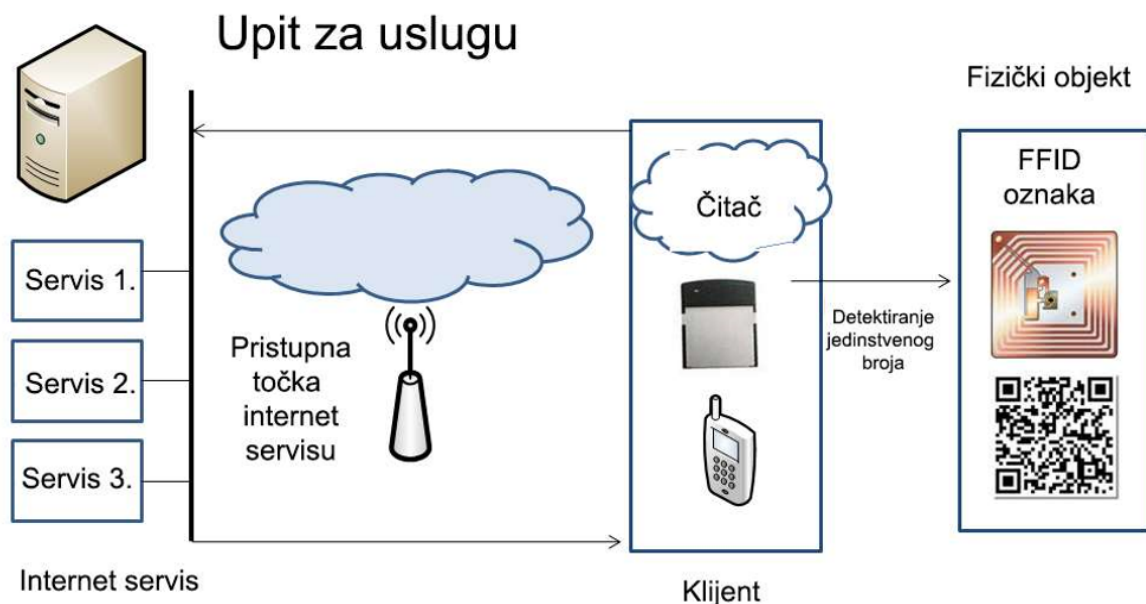 Upit za uslugu
Fizički objekt
FFID
oznaka
Čitač
Servis 1.
Servis 2.
Servis 3.
Pristupna
točka
internet
servisu
Detektiranje
jedinstvenog
broja
Internet servis
Klijent